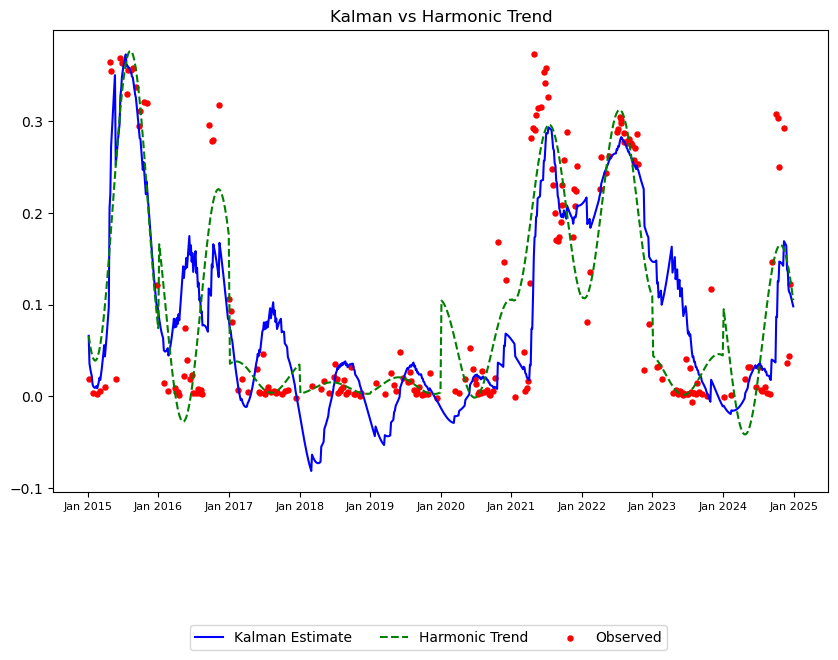 Kalman vs Harmonic Trend
0.3
0.2
0.1
0.0
−0.1
Jan 2015 Jan 2016 Jan 2017 Jan 2018 Jan 2019 Jan 2020 Jan 2021 Jan 2022 Jan 2023 Jan 2024 Jan 2025
Kalman Estimate Harmonic Trend Observed